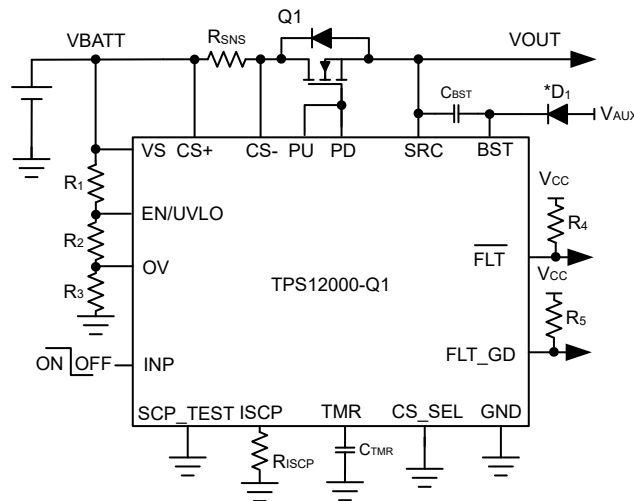 Q1
VBATT
RSNS
VOUT
CBST
*D1
VAUX
VS
CS+
CS-
PU
PD
SRC
BST
R1
EN/UVLO
VCC
R4
R2
FLT
OV
VCC
TPS12000-Q1
R3
R5
FLT_GD
ON
OFF
INP
SCP_TEST
ISCP
TMR
CS_SEL
GND
RISCP
CTMR